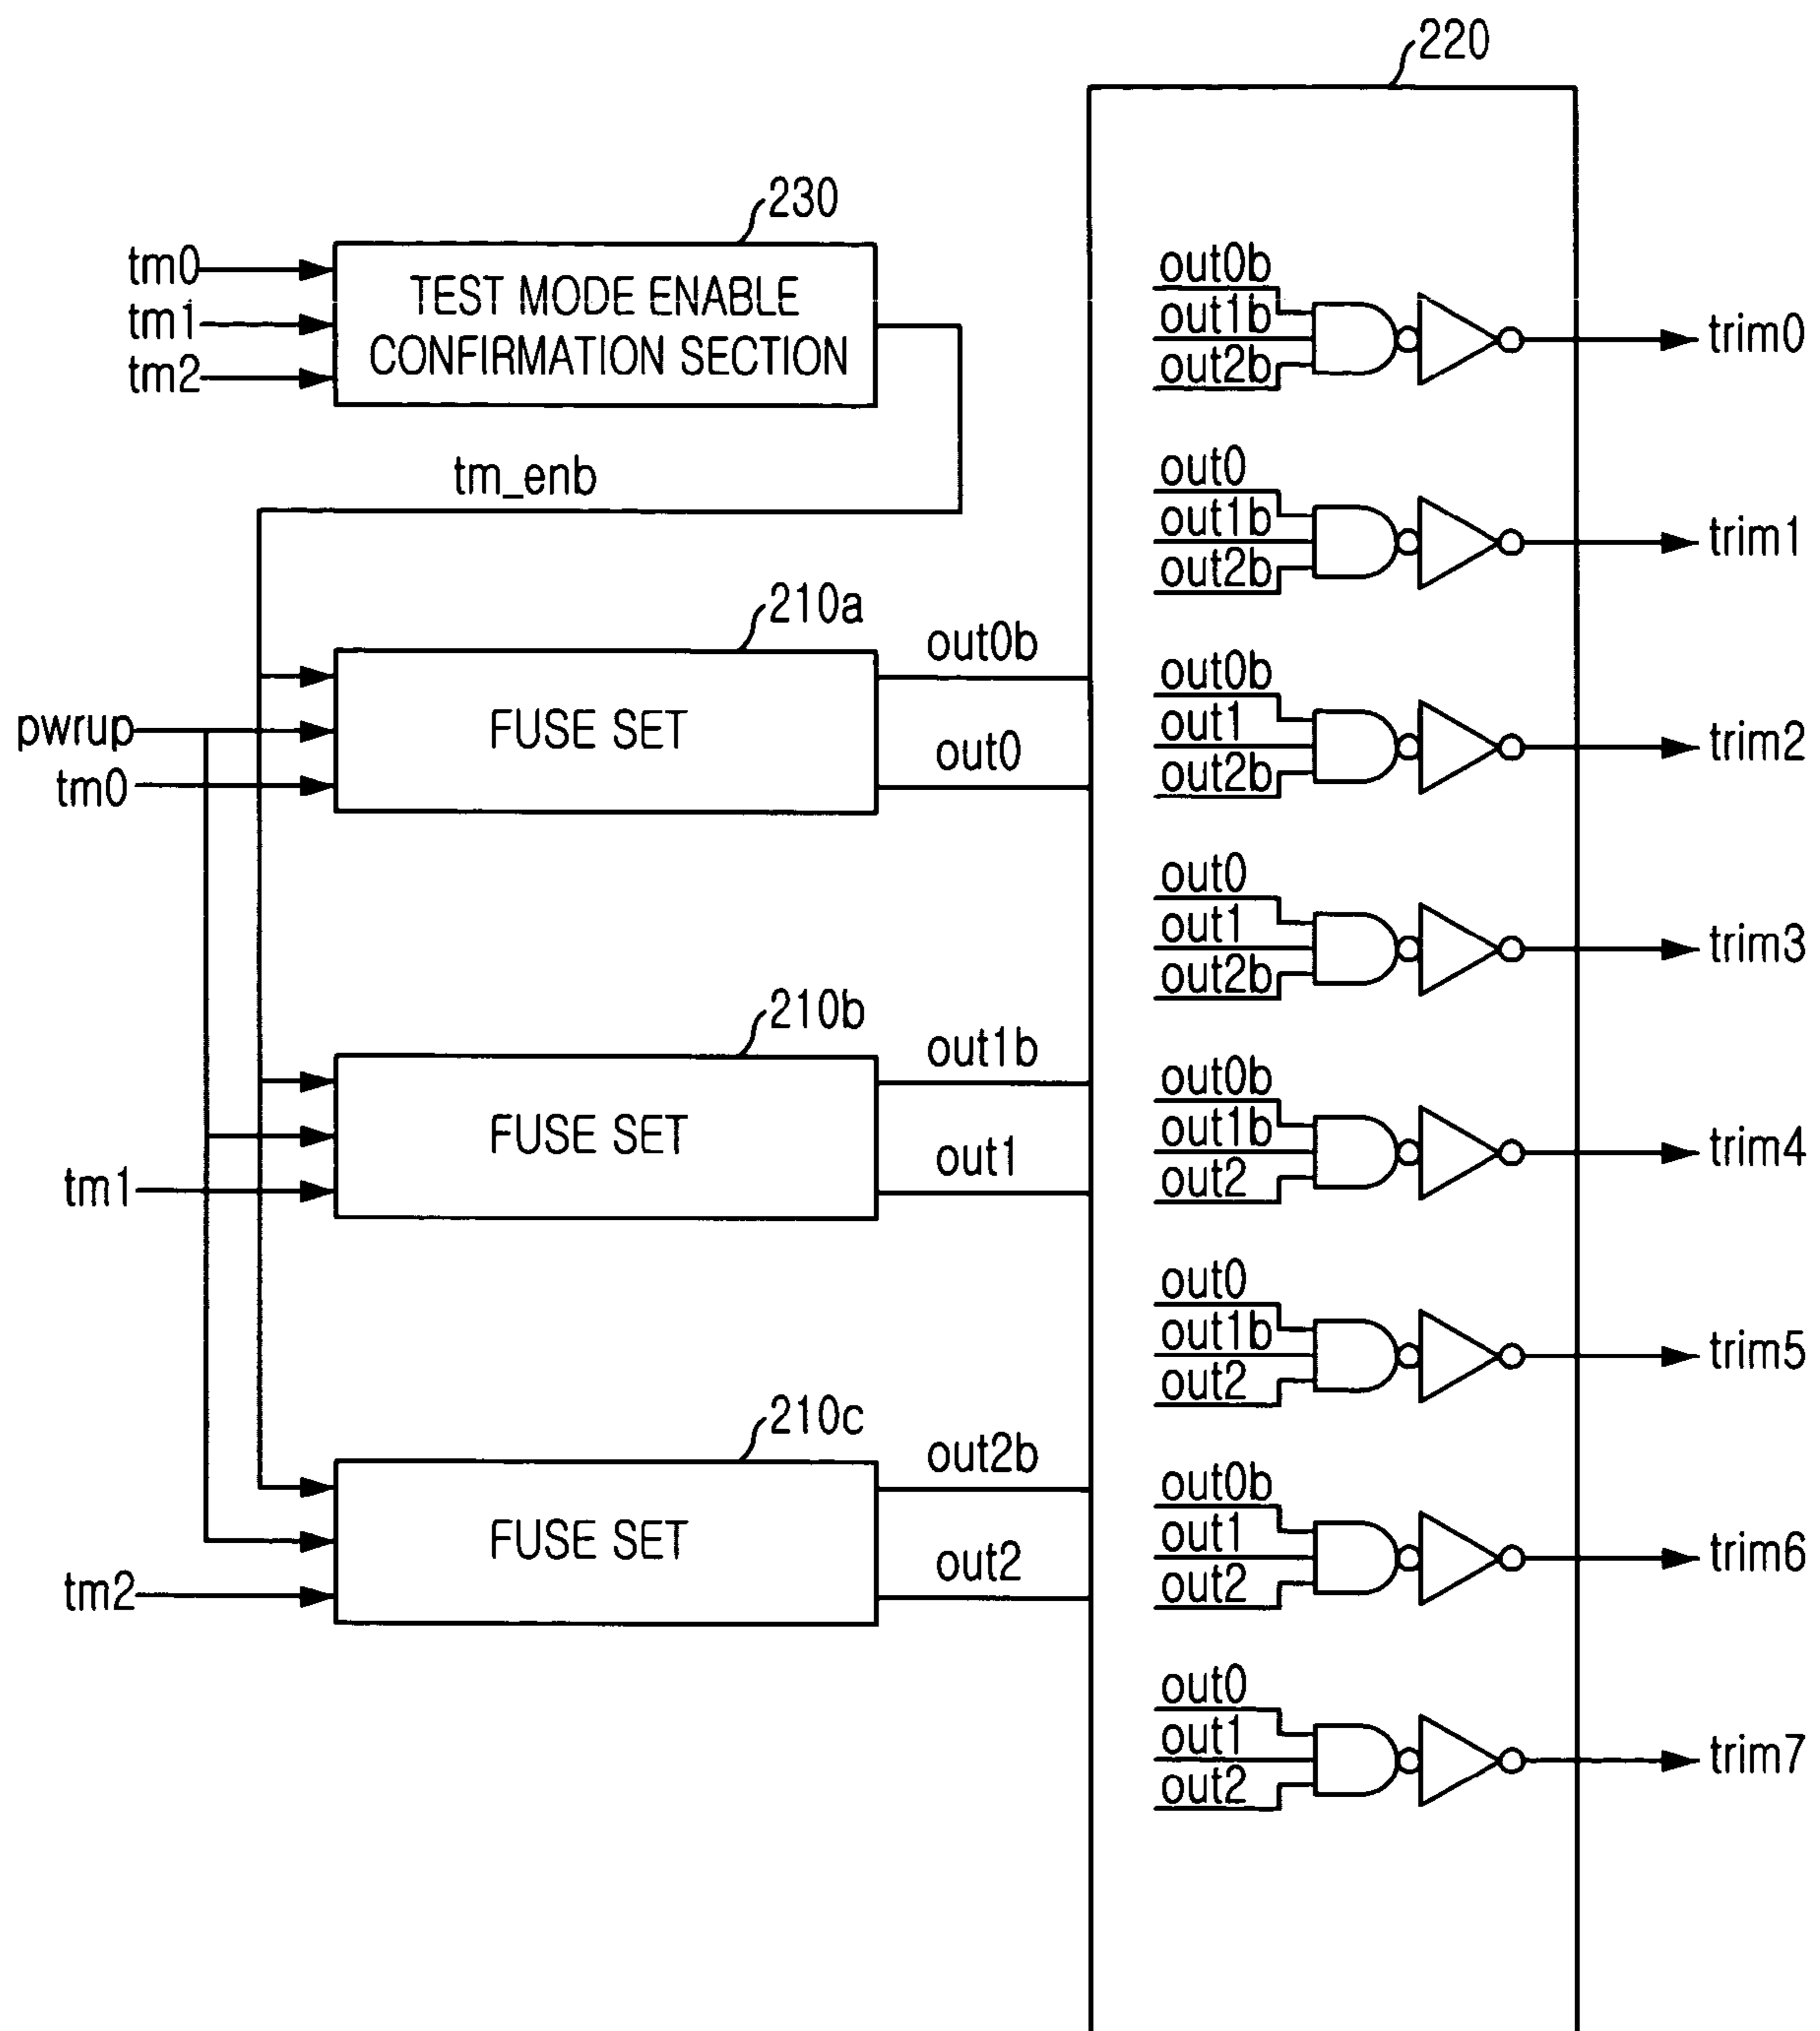 220
230
tm0
tm1
tm2
TEST MODE ENABLE
CONFIRMATION SECTION
tm_enb
210a
pwrup
tm0
FUSE SET
out0b
out0
210b
tm1
FUSE SET
out1b
out1
210c
tm2
FUSE SET
out2b
out2
out0b
out1b
out2b
trim0
out0
out1b
out2b
trim1
out0b
out1
out2b
trim2
out0
out1
out2b
trim3
out0b
out1b
out2
trim4
out0
out1b
out2
trim5
out0b
out1
out2
trim6
out0
out1
out2
trim7